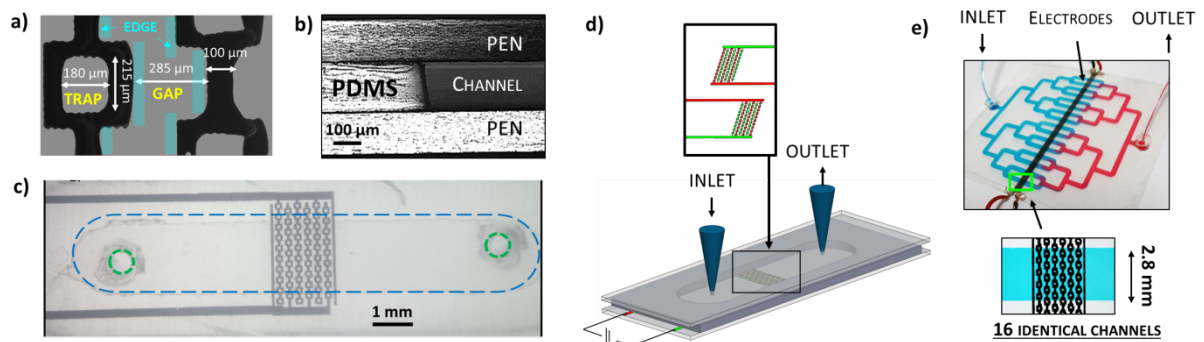 a)
EDGE
100 µm
180 µm
215 µm
285 µm
TRAP
GAP
b)
PEN
PDMS
CHANNEL
100 µm
PEN
c)
1 mm
d)
INLET
OUTLET
e)
INLET
ELECTRODES
OUTLET
2.8 mm
16 IDENTICAL CHANNELS